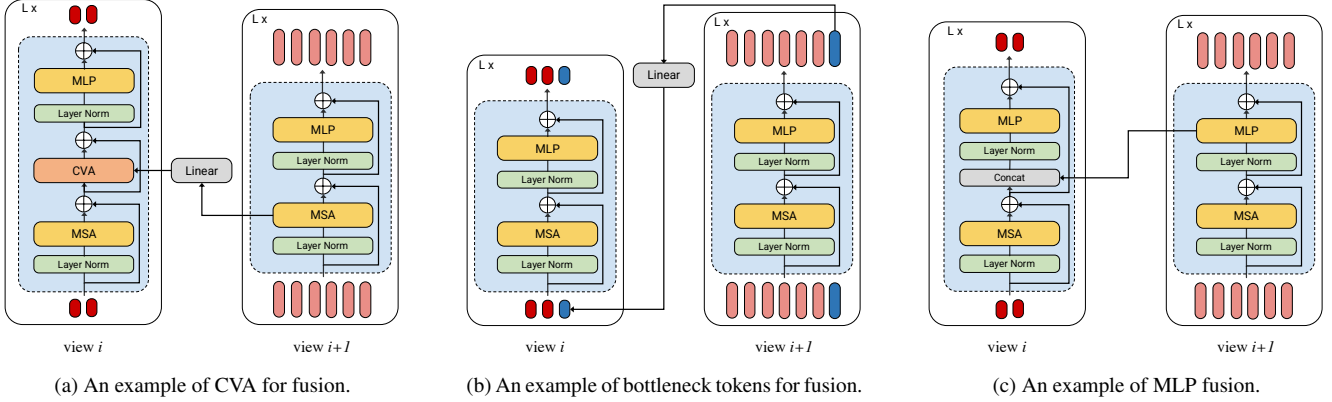 L x
MLP
Layer Norm
CVA
MSA
Layer Norm
view i
Linear
L x
MLP
Layer Norm
MSA
Layer Norm
view i+1
(a) An example of CVA for fusion.
L x
MLP
Layer Norm
MSA
Layer Norm
view i
Linear
L x
MLP
Layer Norm
MSA
Layer Norm
view i+1
(b) An example of bottleneck tokens for fusion.
L x
MLP
Layer Norm
Concat
MSA
Layer Norm
view i
L x
MLP
Layer Norm
MSA
Layer Norm
view i+1
(c) An example of MLP fusion.